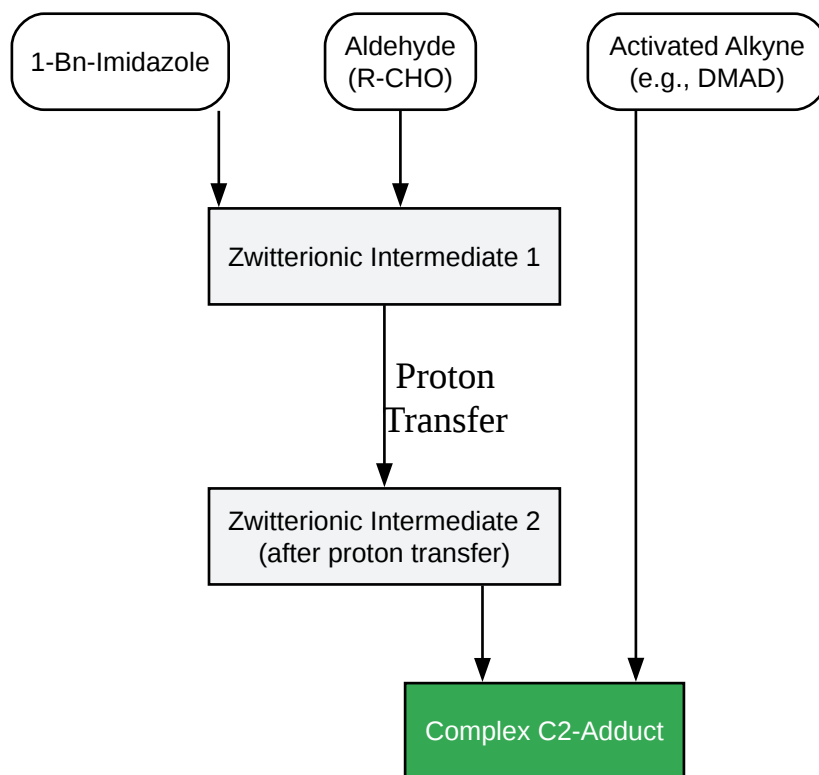 1-Bn-Imidazole
Aldehyde
(R-CHO)
Activated Alkyne
(e.g., DMAD)
Zwitterionic Intermediate 1
Proton
Transfer
Zwitterionic Intermediate 2
(after proton transfer)
Complex C2-Adduct